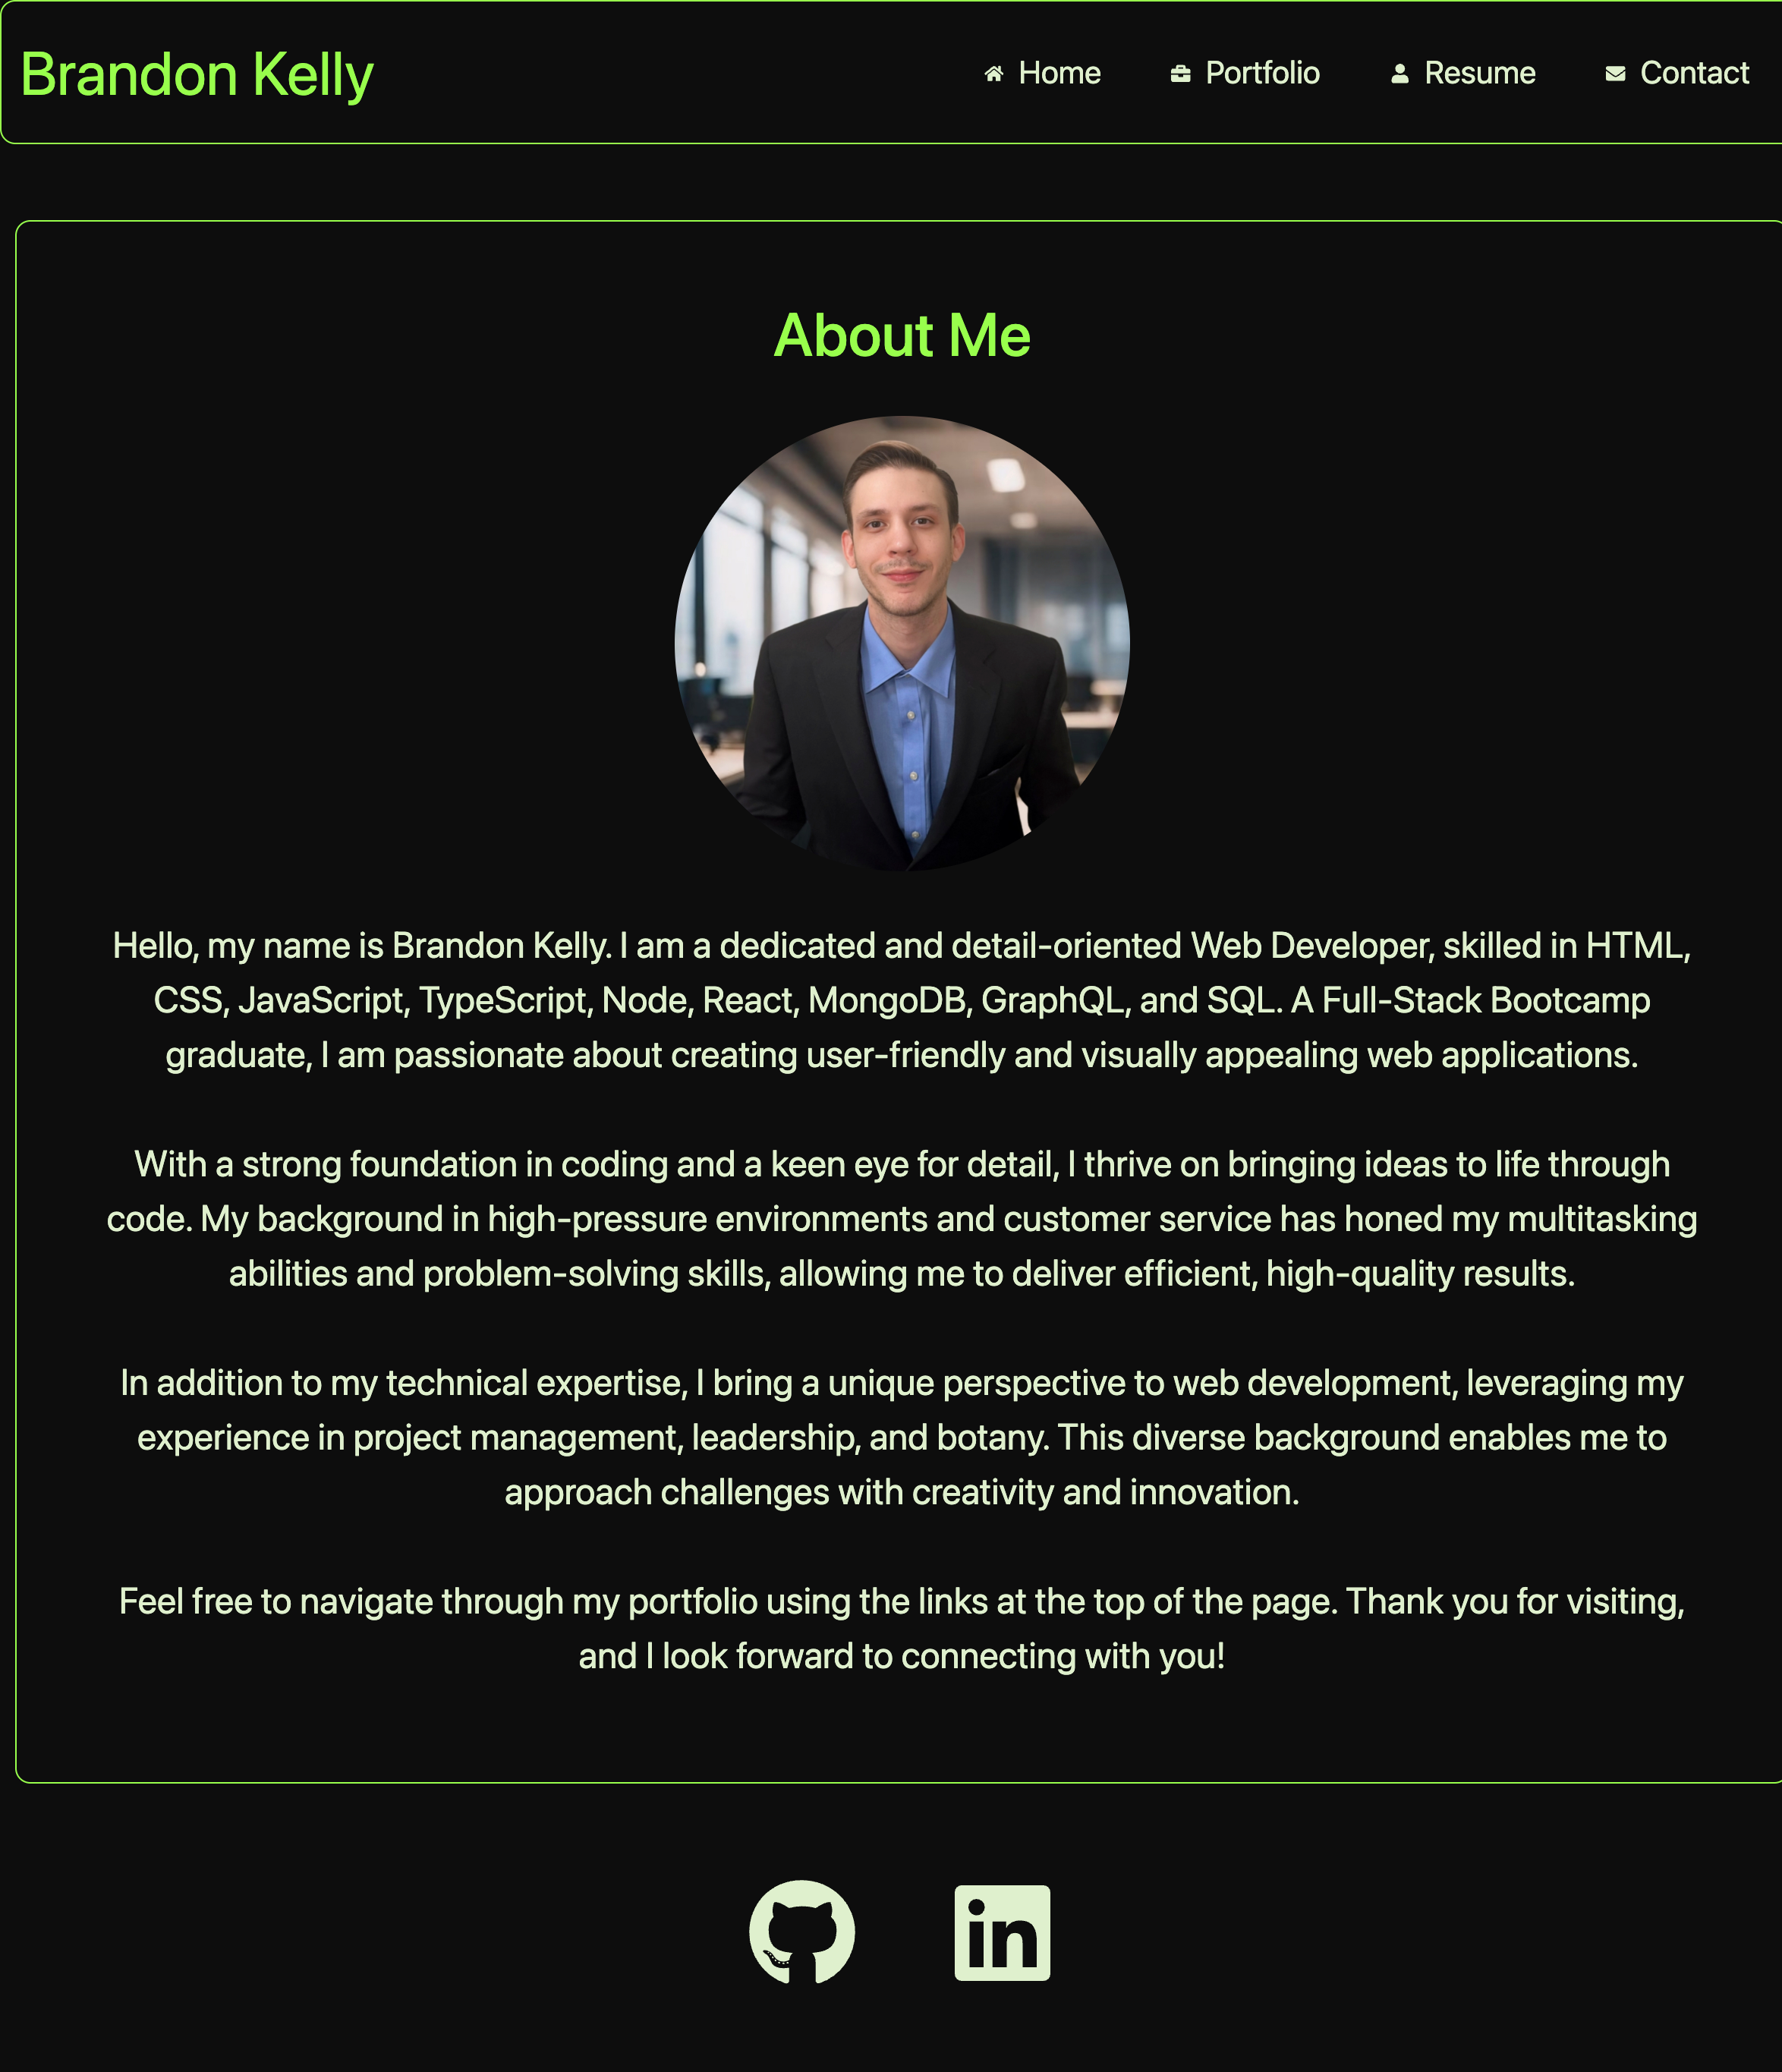 Brandon Kelly
Home Portfolio Resume Contact
About Me
Hello, my name is Brandon Kelly. I am a dedicated and detail-oriented Web Developer, skilled in HTML,
CSS, JavaScript, TypeScript, Node, React, MongoDB, GraphQL, and SQL. A Full-Stack Bootcamp
graduate, I am passionate about creating user-friendly and visually appealing web applications.
With a strong foundation in coding and a keen eye for detail, I thrive on bringing ideas to life through
code. My background in high-pressure environments and customer service has honed my multitasking
abilities and problem-solving skills, allowing me to deliver efficient, high-quality results.
In addition to my technical expertise, I bring a unique perspective to web development, leveraging my
experience in project management, leadership, and botany. This diverse background enables me to
approach challenges with creativity and innovation.
Feel free to navigate through my portfolio using the links at the top of the page. Thank you for visiting,
and I look forward to connecting with you!
in